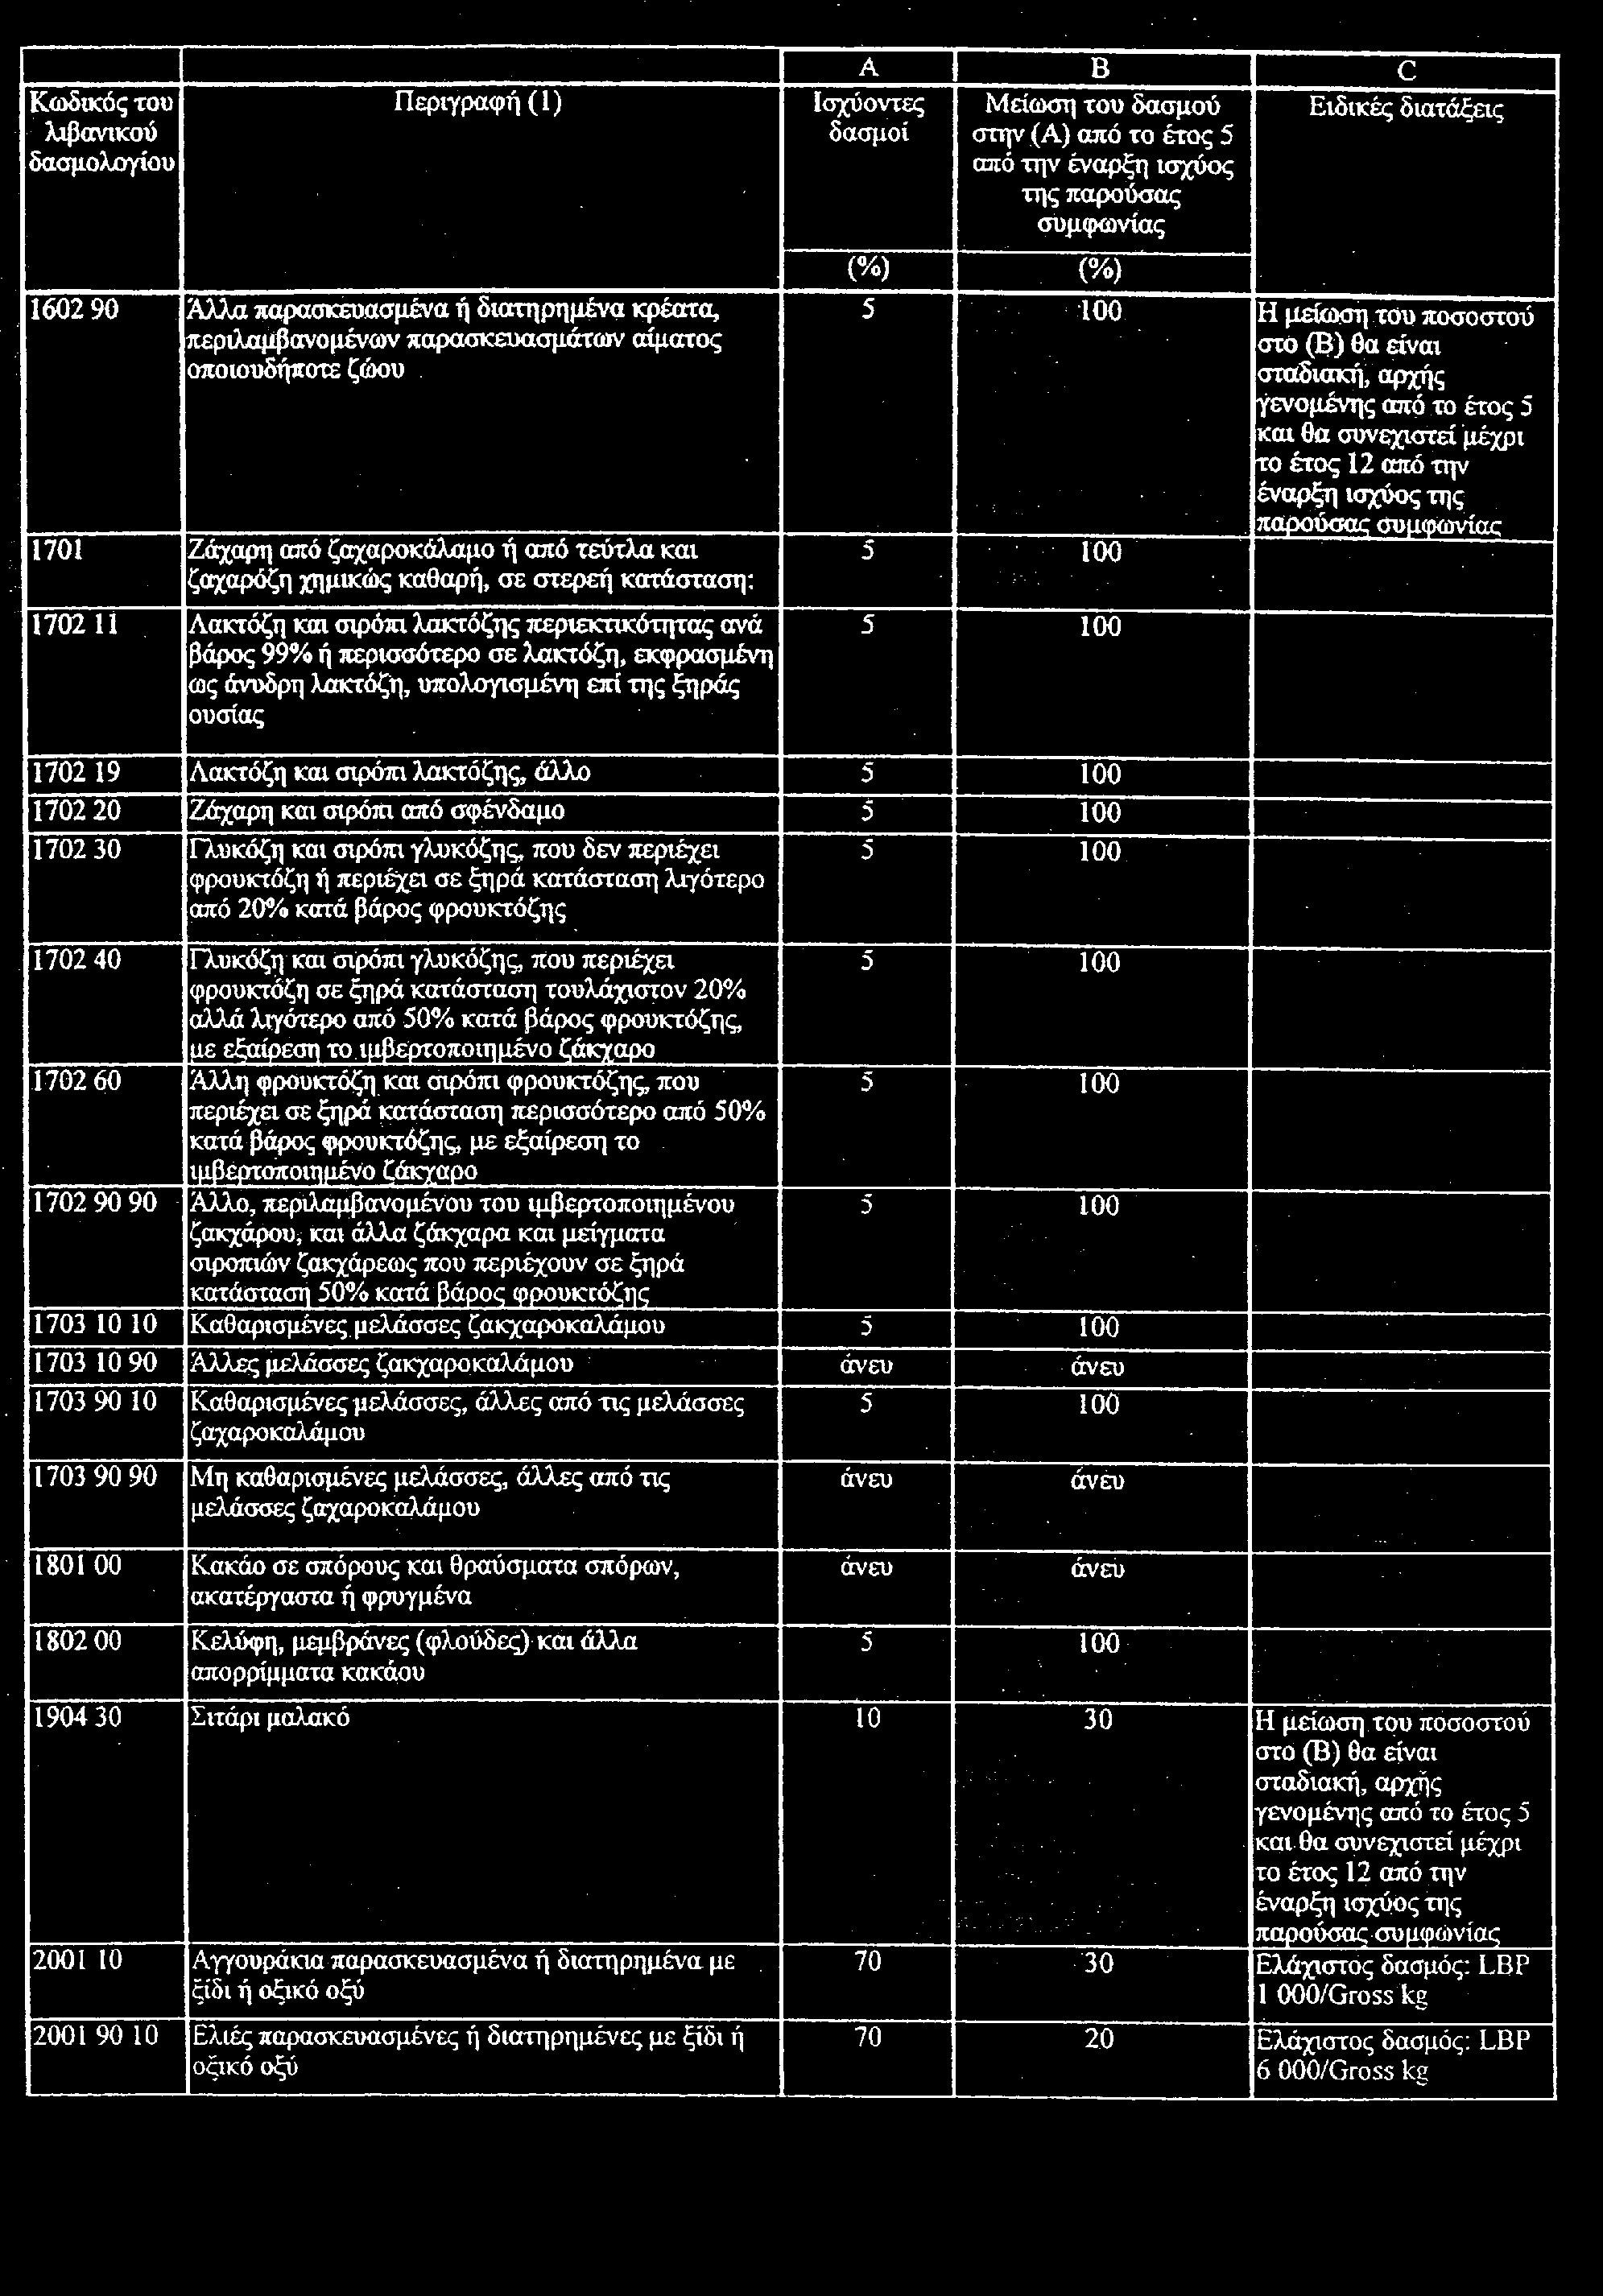 A B C
Κωδικός του Περιγραφή (1) Ισχύοντες Μείωση του δασμού Ειδικές διατάξεις
λιβανικού δασμοί στην (Α) από το έτος 5
δασμολογίου από την έναρξη ισχύος
της παρούσας
συμφωνίας
(%) (%)
1602 90 Άλλα παρασκευασμένα ή διατηρημένα κρέατα, 5 100 Η μείωση του ποσοστού
περιλαμβανομένων παρασκευασμάτων αίματος στο (Β) θα είναι
οποιουδήποτε ζώου σταδιακή, αρχής
γενομένης από το έτος 5
και θα συνεχιστεί μέχρι
το έτος 12 από την
έναρξη ισχύος της
παρούσας συμφωνίας
1701 Ζάχαρη από ζαχαροκάλαμο ή από τεύτλα και 5 100
ζαχαρόζη χημικώς καθαρή, σε στερεή κατάσταση:
1702 11 Λακτόζη και σιρόπι λακτόζης περιεκτικότητας ανά 5 100
βάρος 99% ή περισσότερο σε λακτόζη, εκφρασμένη
ως άνυδρη λακτόζη, υπολογισμένη επί της ξηράς
ουσίας
1702 19 Λακτόζη και σιρόπι λακτόζης, άλλο 5 100
1702 20 Ζάχαρη και σιρόπι από σφένδαμο 5 100
1702 30 Γλυκόζη και σιρόπι γλυκόζης, που δεν περιέχει 5 100
φρουκτόζη ή περιέχει σε ξηρά κατάσταση λιγότερο
από 20% κατά βάρος φρουκτόζης
1702 40 Γλυκόζη και σιρόπι γλυκόζης, που περιέχει 5 100
φρουκτόζη σε ξηρά κατάσταση τουλάχιστον 20%
αλλά λιγότερο από 50% κατά βάρος φρουκτόζης,
με εξαίρεση το ιμβερτοποιημένο ζάκχαρο
1702 60 Άλλη φρουκτόζη και σιρόπι φρουκτόζης, που 5 100
περιέχει σε ξηρά κατάσταση περισσότερο από 50%
κατά βάρος φρουκτόζης, με εξαίρεση το
ιμβερτοποιημένο ζάκχαρο
1702 90 90 Άλλο, περιλαμβανομένου του ιμβερτοποιημένου 5 100
ζακχάρου, και άλλα ζάκχαρα και μείγματα
σιροπιών ζακχάρεως που περιέχουν σε ξηρά
κατάσταση 50% κατά βάρος φρουκτόζης
1703 10 10 Καθαρισμένες μελάσσες ζακχαροκαλάμου 5 100
1703 10 90 Άλλες μελάσσες ζακχαροκαλάμου άνευ άνευ
1703 90 10 Καθαρισμένες μελάσσες, άλλες από τις μελάσσες 5 100
ζαχαροκαλάμου
1703 90 90 Μη καθαρισμένες μελάσσες, άλλες από τις άνευ άνευ
μελάσσες ζαχαροκαλάμου
1801 00 Κακάο σε σπόρους και θραύσματα σπόρων, άνευ άνευ
ακατέργαστα ή φρυγμένα
1802 00 Κελύφη, μεμβράνες (φλούδες) και άλλα 5 100
απορρίμματα κακάου
1904 30 Σιτάρι μαλακό 10 30 Η μείωση του ποσοστού
στο (Β) θα είναι
σταδιακή, αρχής
γενομένης από το έτος 5
και θα συνεχιστεί μέχρι
το έτος 12 από την
έναρξη ισχύος της
παρούσας συμφωνίας
2001 10 Αγγουράκια παρασκευασμένα ή διατηρημένα με 70 30 Ελάχιστος δασμός: LBP
ξίδι ή οξικό οξύ 1 000/Gross kg
2001 90 10 Ελιές παρασκευασμένες ή διατηρημένες με ξίδι ή 70 20 Ελάχιστος δασμός: LBP
οξικό οξύ 6 000/Gross kg